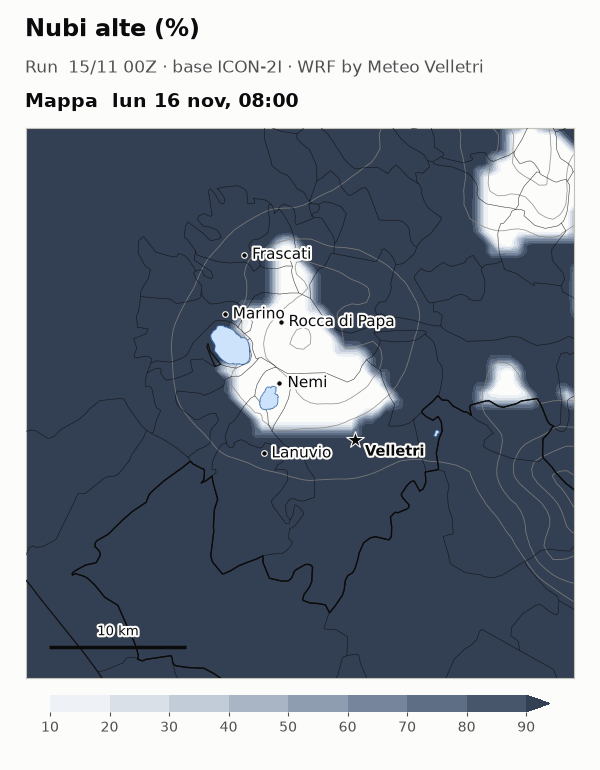 Nubi alte (%)
Run  15/11 00Z · base ICON-2I · WRF by Meteo Velletri
Mappa  lun 16 nov, 08:00
Frascati
Marino
Rocca di Papa
Nemi
Velletri
Lanuvio
10 km
10 20 30 40 50 60 70 80 90